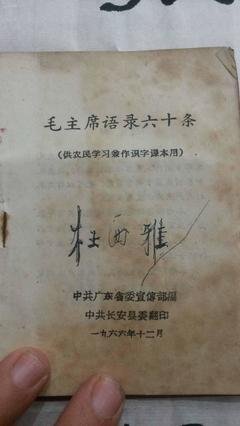 毛主席语录六十条
(供农民学习兼作识字课本用)
杜西雅
中共广东省委宣传部编
中共长安县委翻印
一九六六年十二月